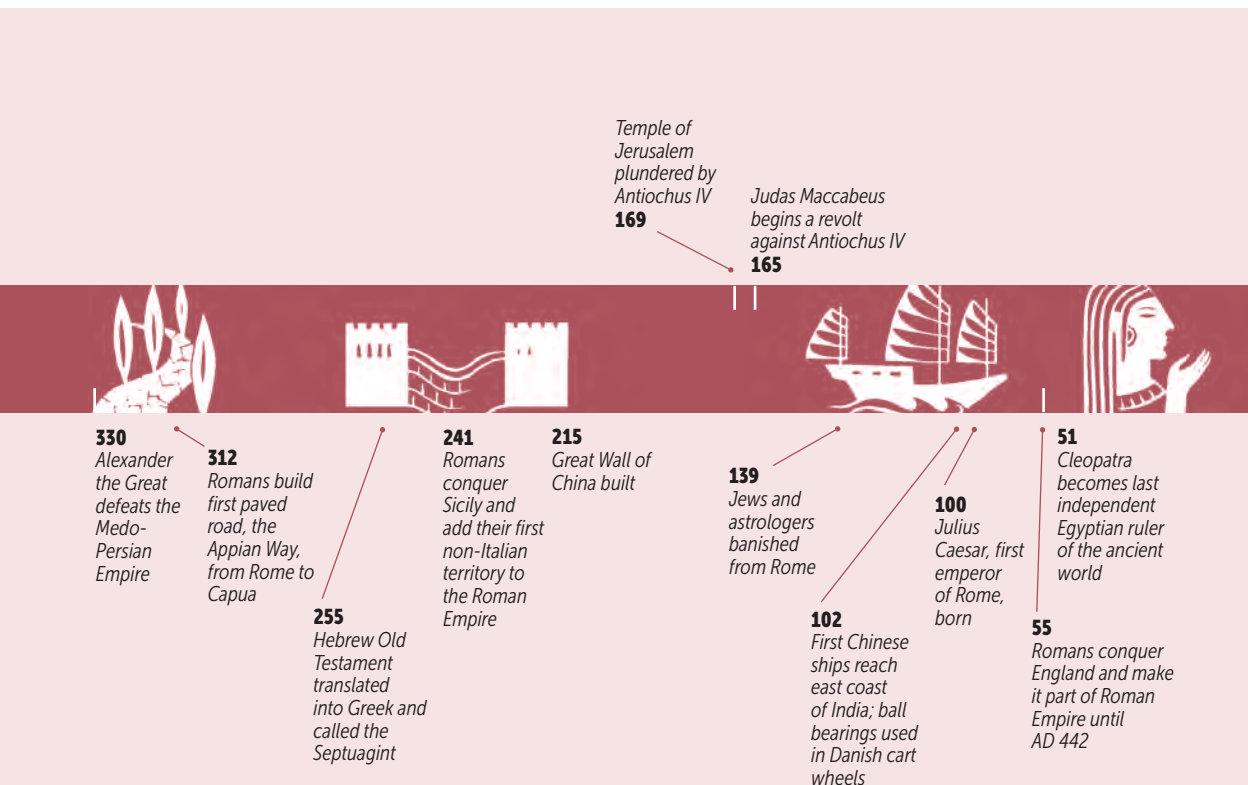 Temple of
Jerusalem
plundered by
Antiochus IV
169
Judas Maccabeus
begins a revolt
against Antiochus IV
165
330
Alexander
the Great
defeats the
Medo-
Persian
Empire
312
Romans build
first paved
road, the
Appian Way,
from Rome to
Capua
255
Hebrew Old
Testament
translated
into Greek and
called the
Septuagint
241
Romans
conquer
Sicily and
add their first
non-Italian
territory to
the Roman
Empire
215
Great Wall of
China built
139
Jews and
astrologers
banished
from Rome
102
First Chinese
ships reach
east coast
of India; ball
bearings used
in Danish cart
wheels
100
Julius
Caesar, first
emperor
of Rome,
born
55
Romans conquer
England and make
it part of Roman
Empire until
AD 442
51
Cleopatra
becomes last
independent
Egyptian ruler
of the ancient
world